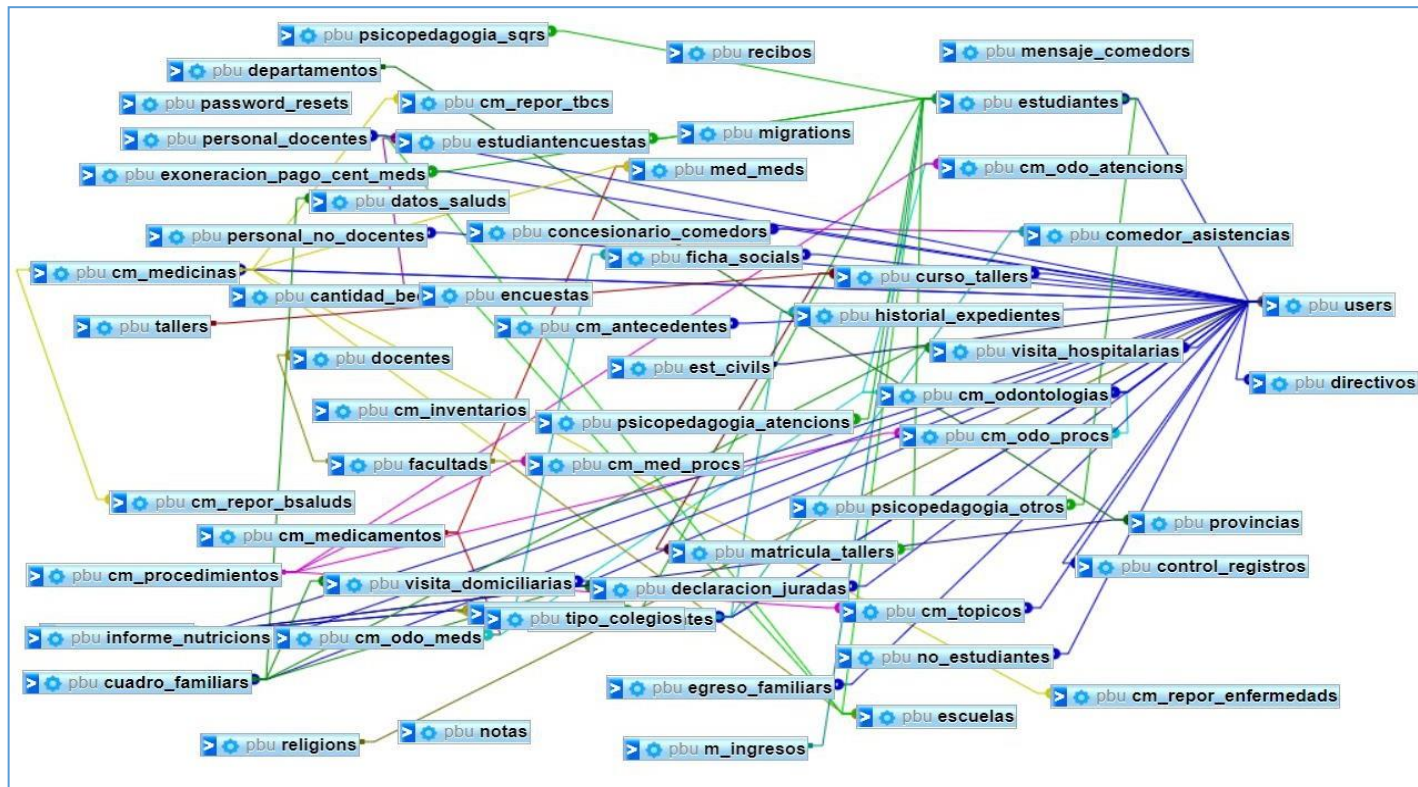 pbu psicopedagogia_sqrs
pbu recibos
pbu mensaje_comedors
pbu departamentos
pbu password_resets
pbu cm_repor_tbcs
pbu estudiantes
pbu personal_docentes
pbu estudiantencuestas
pbu migrations
pbu exoneracion_pago_cent_meds
pbu med_meds
pbu cm_odo_atencions
pbu datos_saluds
pbu personal_no_docentes
pbu concesionario_comedors
pbu comedor_asistencias
pbu ficha_socials
pbu cm_medicinas
pbu curso_tallers
pbu cantidad_bec
pbu encuestas
pbu users
pbu tallers
pbu cm_antecedentes
pbu historial_expedientes
pbu docentes
pbu est_civils
pbu visita_hospitalarias
pbu directivos
pbu cm_odontologias
pbu cm_inventarios
pbu psicopedagogia_atencions
pbu cm_odo_procs
pbu facultads
pbu cm_med_procs
pbu cm_repor_bsaluds
pbu psicopedagogia_otros
pbu provincias
pbu cm_medicamentos
pbu matricula_tallers
pbu cm_procedimientos
pbu visita_domiciliarias
pbu declaracion_juradas
pbu control_registros
pbu cm_topicos
pbu tipo_colegios
tes
pbu informe_nutricions
pbu cm_odo_meds
pbu no_estudiantes
pbu cuadro_familiars
pbu egreso_familiars
pbu cm_repor_enfermedads
pbu escuelas
pbu religions
pbu notas
pbu m_ingresos